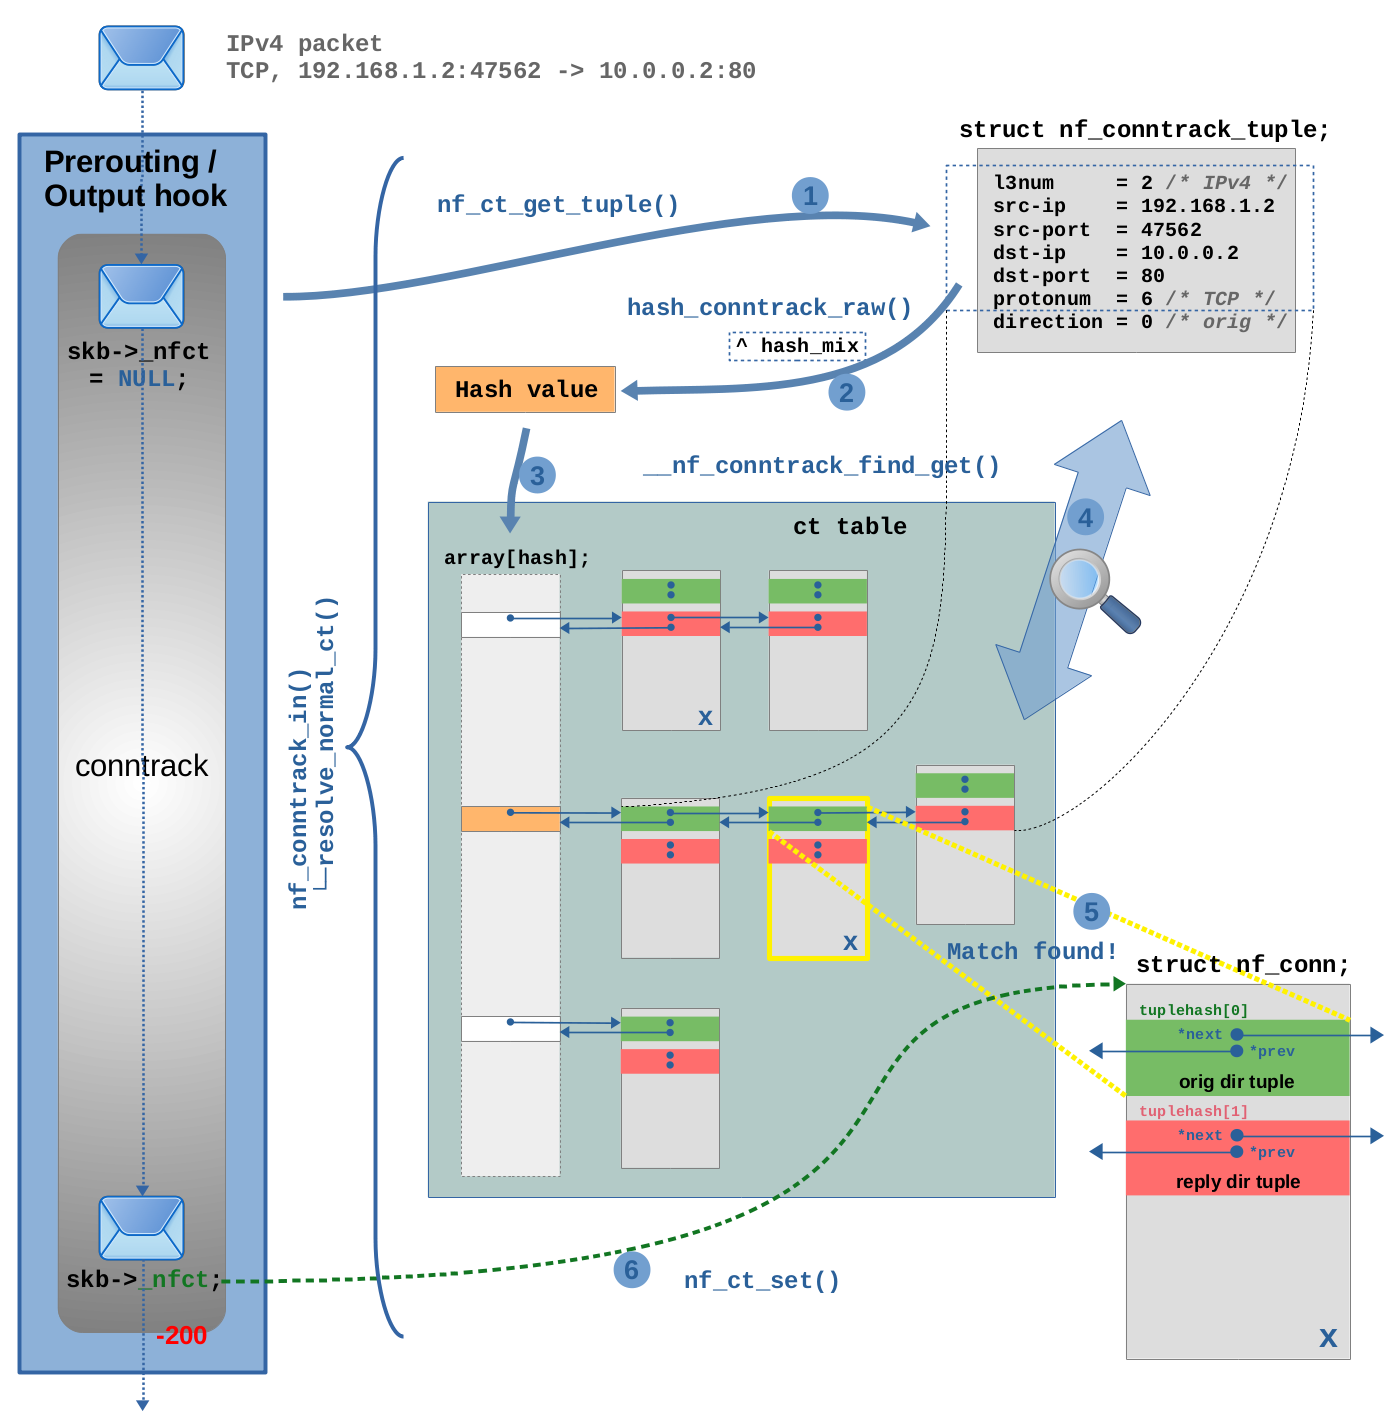 IPv4 packet
TCP, 192.168.1.2:47562 -> 10.0.0.2:80
Prerouting /
Output hook
skb->_nfct
= NULL;
conntrack
skb->_nfct;
-200
nf_conntrack_in()
└─resolve_normal_ct()
nf_ct_get_tuple()
1
struct nf_conntrack_tuple;
l3num = 2 /* IPv4 */
src-ip = 192.168.1.2
src-port = 47562
dst-ip = 10.0.0.2
dst-port = 80
protonum = 6 /* TCP */
direction = 0 /* orig */
hash_conntrack_raw()
^ hash_mix
2
Hash value
3
__nf_conntrack_find_get()
4
ct table
array[hash];
x
x
5
Match found!
struct nf_conn;
tuplehash[0]
*next
*prev
orig dir tuple
tuplehash[1]
*next
*prev
reply dir tuple
x
6
nf_ct_set()